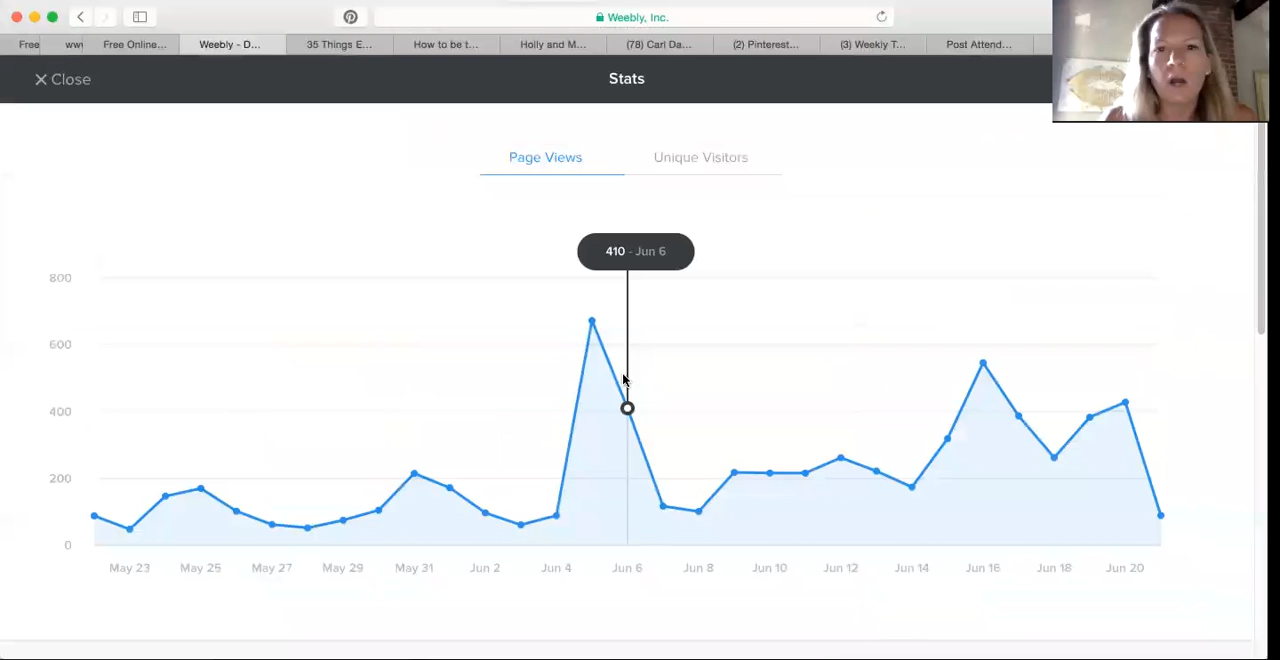 Weebly, Inc.
Free
ww
Free Online...
Weebly - D...
35 Things E...
How to be t...
Holly and M...
(78) Carl Da...
(2) Pinterest...
(3) Weekly T...
Post Attend...
Close
Stats
Page Views
Unique Visitors
410 - Jun 6
800
600
400
200
0
May 23
May 25
May 27
May 29
May 31
Jun 2
Jun 4
Jun 6
Jun 8
Jun 10
Jun 12
Jun 14
Jun 16
Jun 18
Jun 20